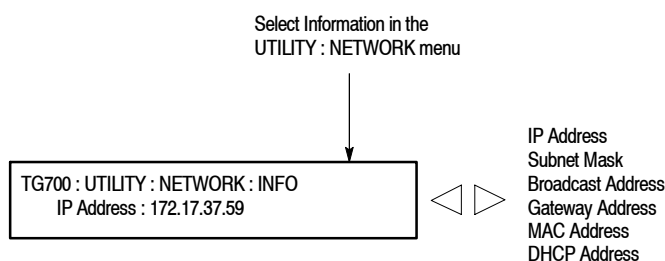 Select Information in the
UTILITY : NETWORK menu
TG700 : UTILITY : NETWORK : INFO
IP Address : 172.17.37.59
IP Address
Subnet Mask
Broadcast Address
Gateway Address
MAC Address
DHCP Address